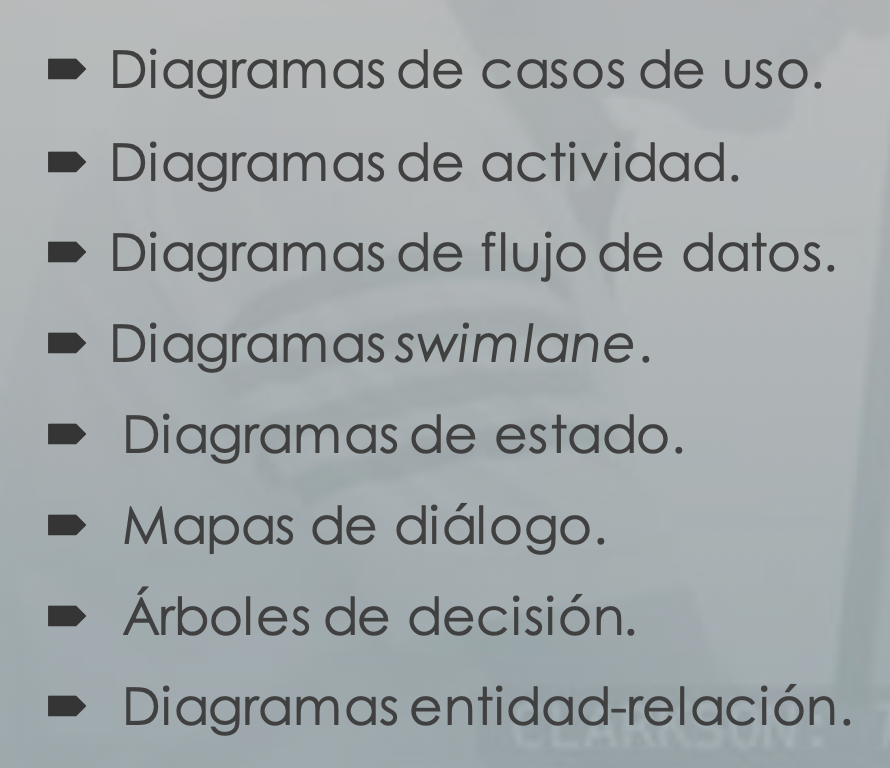 Diagramas de casos de uso.
Diagramas de actividad.
Diagramas de flujo de datos.
Diagramas swimlane.
Diagramas de estado.
Mapas de diálogo.
Árboles de decisión.
Diagramas entidad-relación.